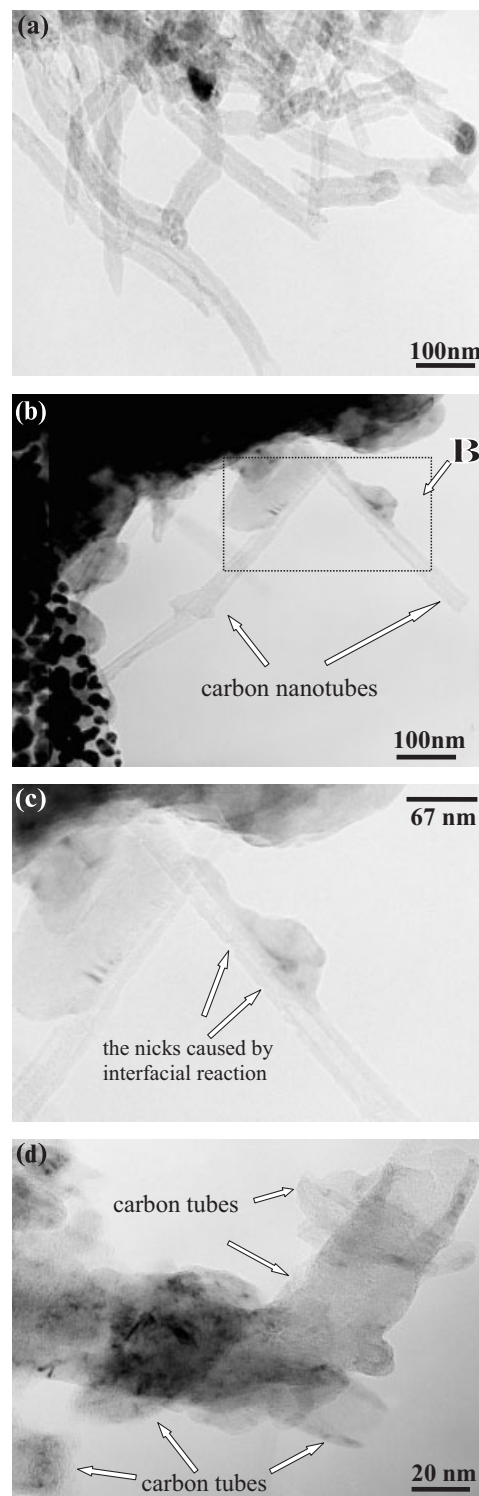 (a)
100nm
(b)
B
carbon nanotubes
100nm
(c)
67 nm
the nicks caused by
interfacial reaction
(d)
carbon tubes
carbon tubes
20 nm